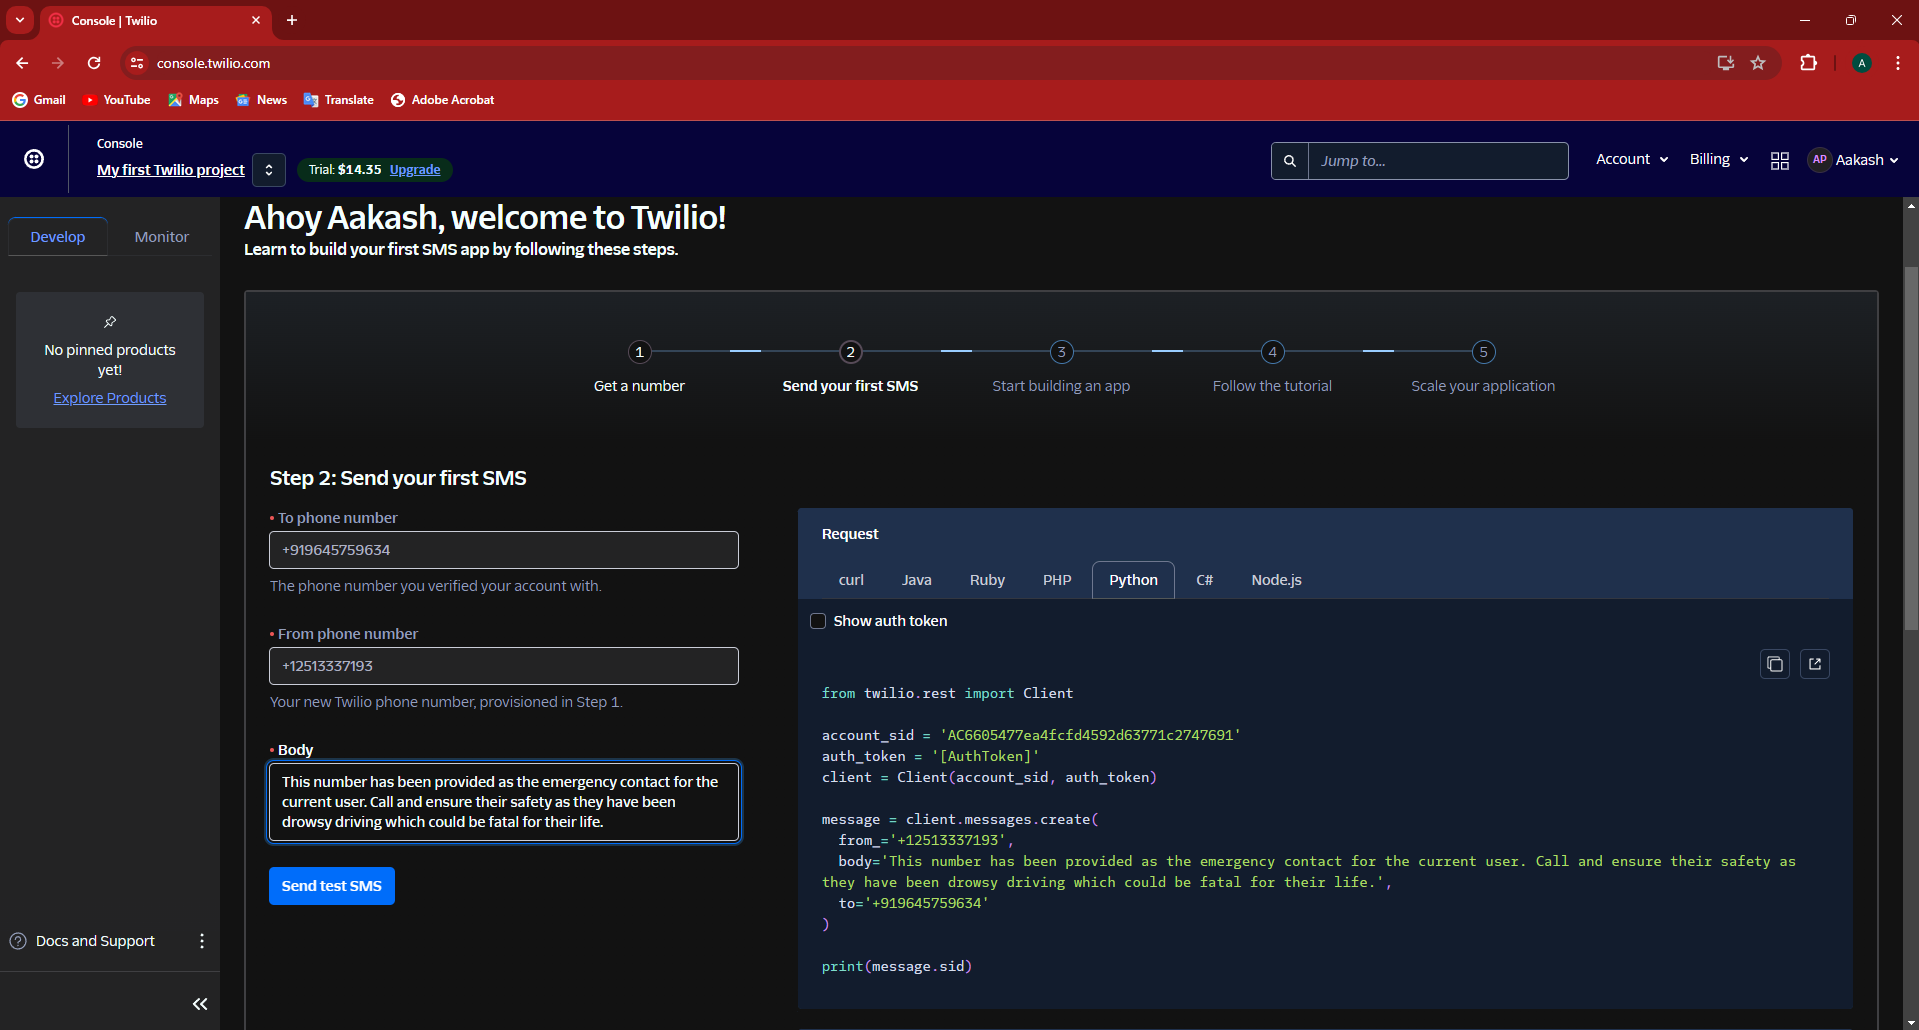 Console | Twilio
console.twilio.com
A
Gmail
YouTube
Maps
News
Translate
Adobe Acrobat
Console
My first Twilio project
Trial: $14.35 Upgrade
Jump to...
Account
Billing
AP
Aakash
Develop
Monitor
No pinned products
yet!
Explore Products
Docs and Support
Ahoy Aakash, welcome to Twilio!
Learn to build your first SMS app by following these steps.
1
2
3
4
5
Get a number
Send your first SMS
Start building an app
Follow the tutorial
Scale your application
Step 2: Send your first SMS
• To phone number
+919645759634
The phone number you verified your account with.
• From phone number
+12513337193
Your new Twilio phone number, provisioned in Step 1.
• Body
This number has been provided as the emergency contact for the
current user. Call and ensure their safety as they have been
drowsy driving which could be fatal for their life.
Send test SMS
Request
curl
Java
Ruby
PHP
Python
C#
Node.js
Show auth token
from twilio.rest import Client
account_sid = 'AC6605477ea4fcfd4592d63771c2747691'
auth_token = '[AuthToken]'
client = Client(account_sid, auth_token)
message = client.messages.create(
from_='+12513337193',
body='This number has been provided as the emergency contact for the current user. Call and ensure their safety as
they have been drowsy driving which could be fatal for their life.',
to='+919645759634'
)
print(message.sid)